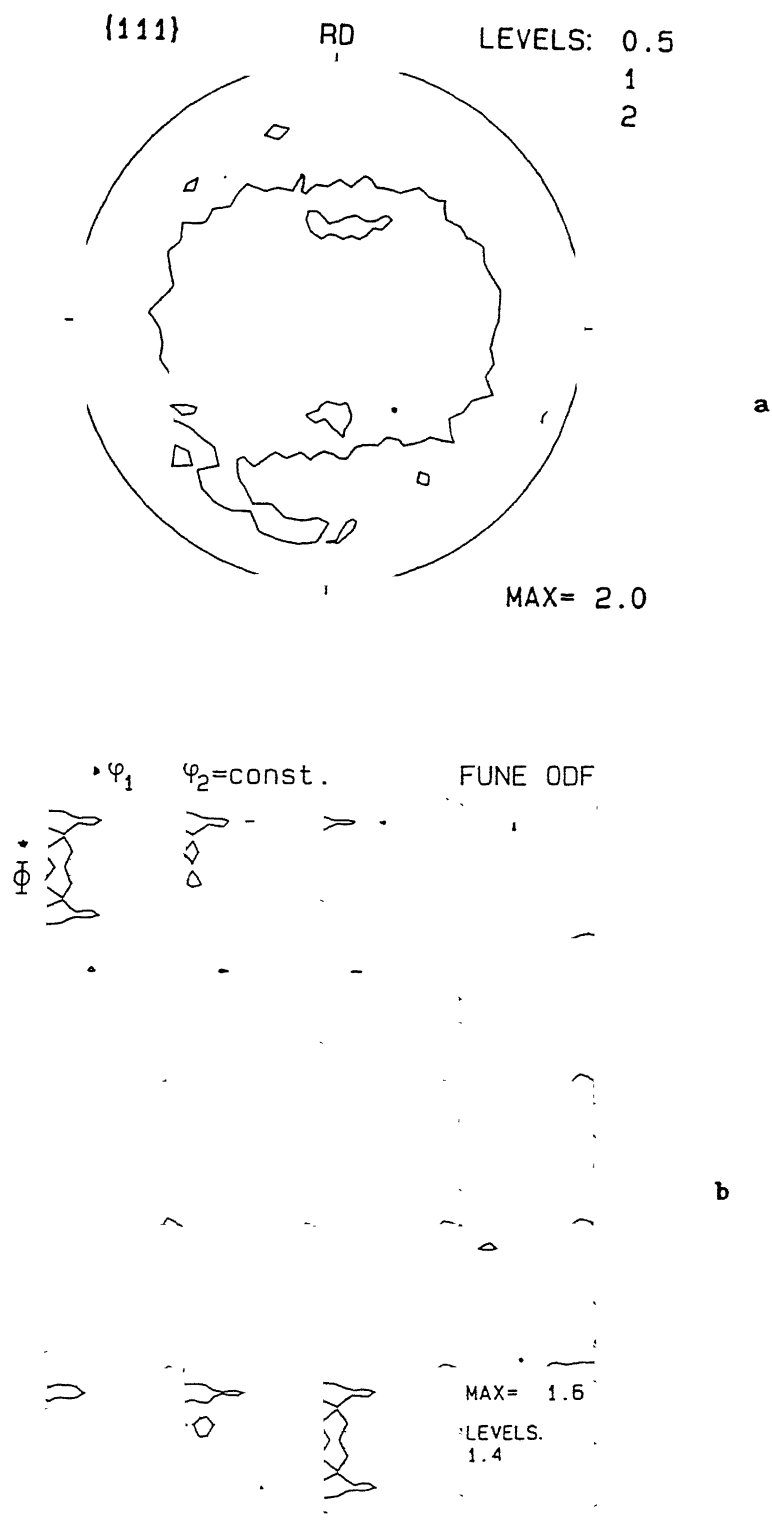 {111} RD LEVELS: 0.5
1
2
a
MAX= 2.0
φ1 φ2=const. FUNE ODF
Φ
b
MAX= 1.6
LEVELS.
1.4